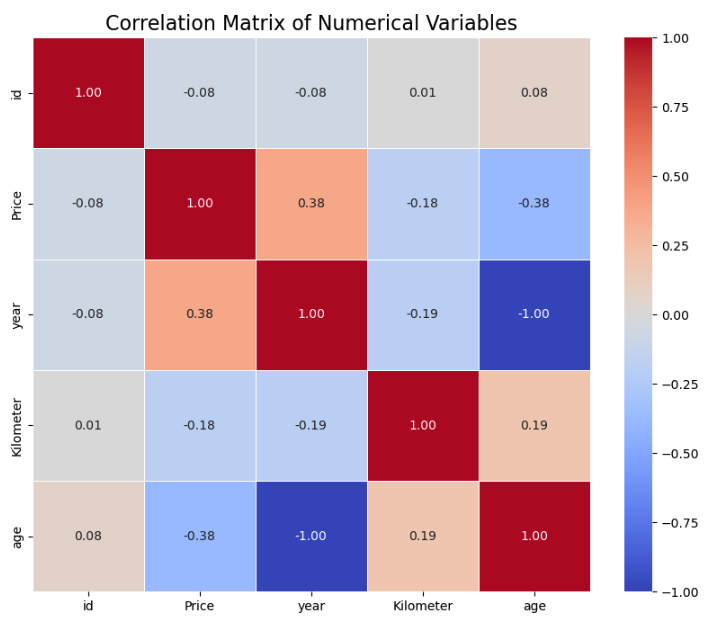 Correlation Matrix of Numerical Variables
id 1.00 -0.08 -0.08 0.01 0.08
Price -0.08 1.00 0.38 -0.18 -0.38
year -0.08 0.38 1.00 -0.19 -1.00
Kilometer 0.01 -0.18 -0.19 1.00 0.19
age 0.08 -0.38 -1.00 0.19 1.00
id Price year Kilometer age
1.00
0.75
0.50
0.25
0.00
−0.25
−0.50
−0.75
−1.00